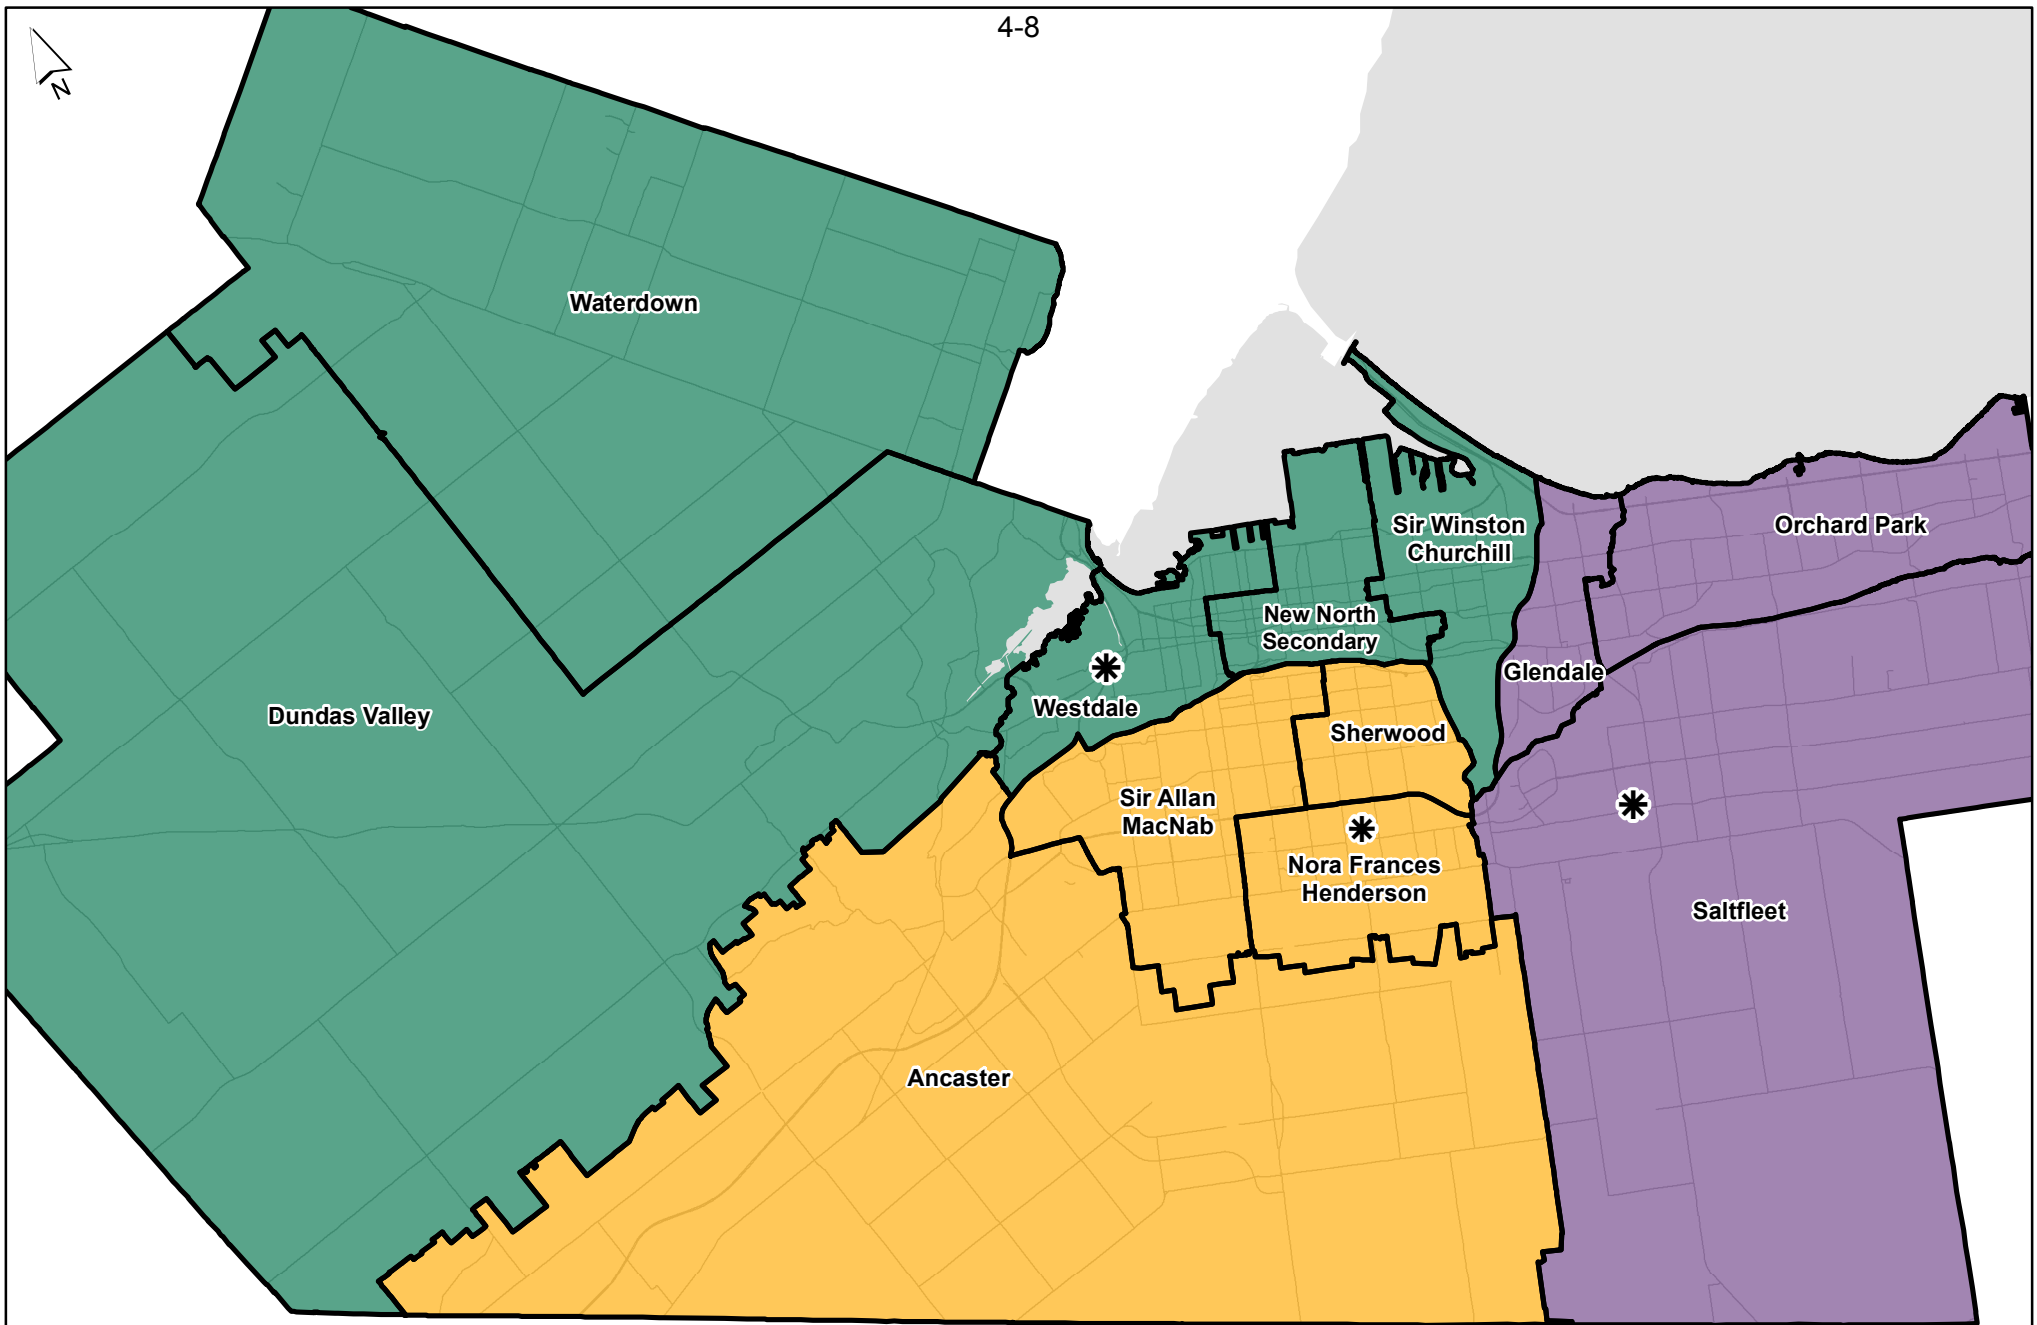 4-8
N
Waterdown
Sir Winston
Churchill
Orchard Park
New North
Secondary
Glendale
Westdale
Dundas Valley
Sherwood
Sir Allan
MacNab
Nora Frances
Henderson
Saltfleet
Ancaster